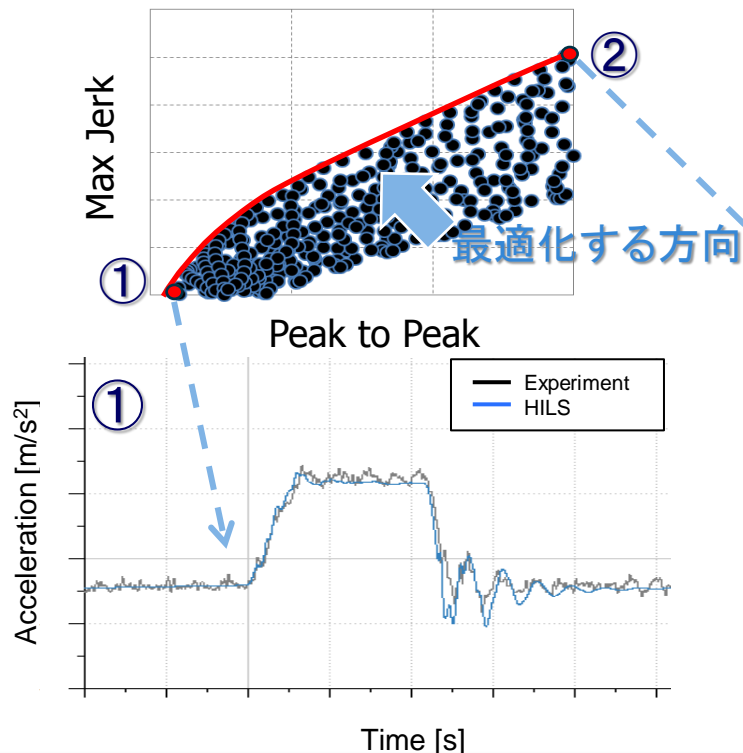 ②
Max Jerk
最適化する方向
①
Peak to Peak
①
Experiment
HILS
Acceleration [m/s²]
Time [s]